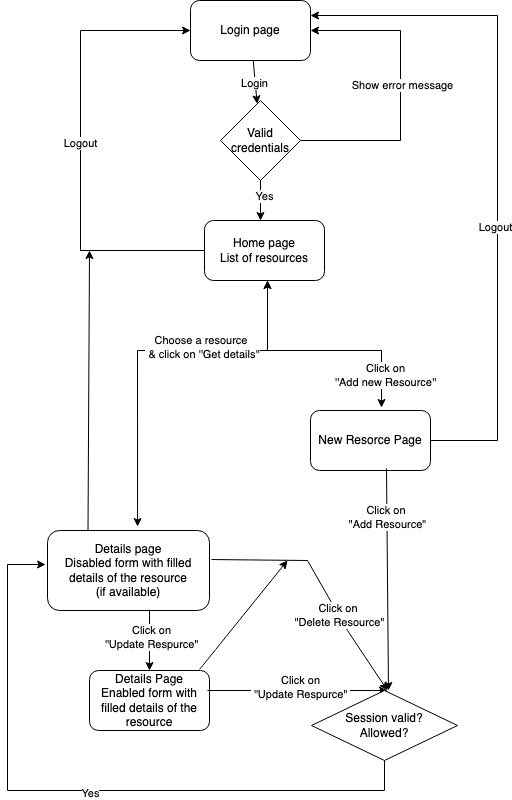 Login page
Login
Show error message
Valid
credentials
Logout
Yes
Logout
Home page
List of resources
Choose a resource
& click on "Get details"
Click on
"Add new Resource"
New Resorce Page
Click on
"Add Resource"
Details page
Disabled form with filled
details of the resource
(if available)
Click on
"Delete Resource"
Click on
"Update Respurce"
Details Page
Enabled form with
filled details of the
resource
Click on
"Update Respurce"
Session valid?
Allowed?
Yes